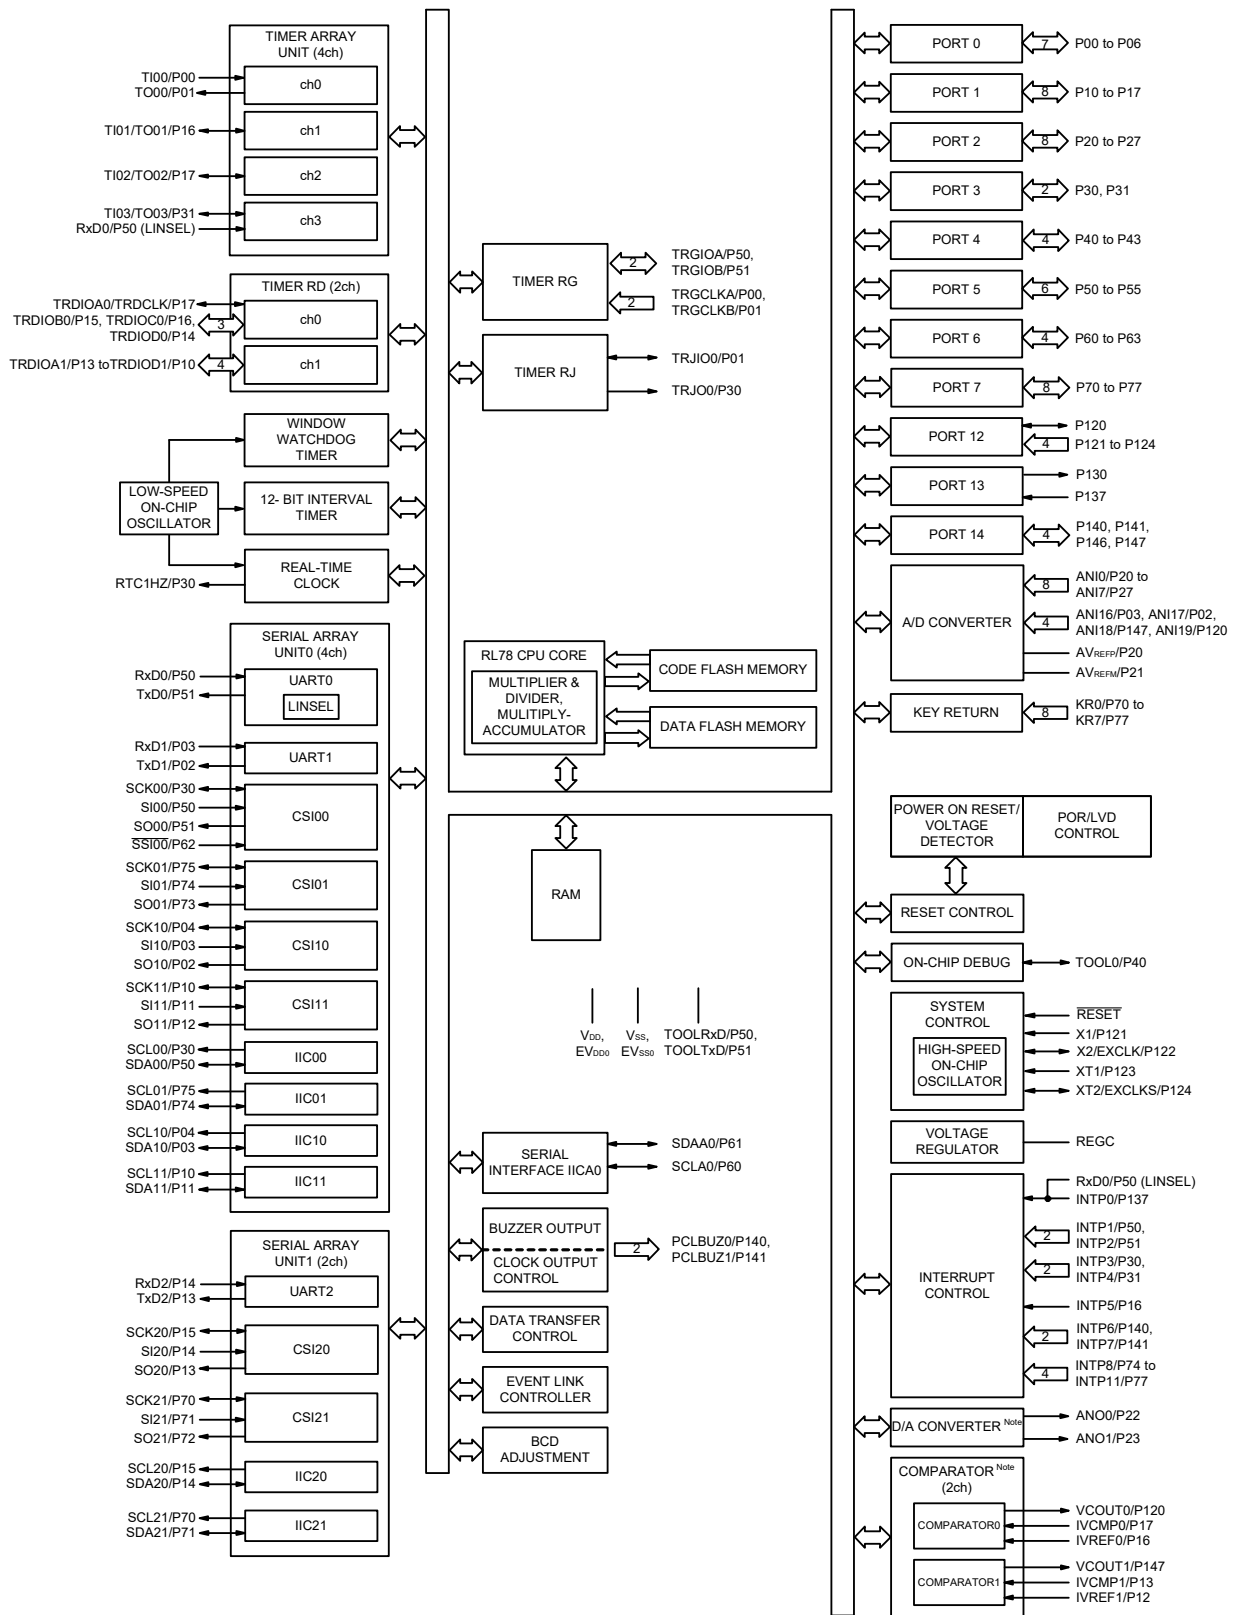 TIMER ARRAY
UNIT (4ch)
TI00/P00
TO00/P01
ch0
TI01/TO01/P16
ch1
TI02/TO02/P17
ch2
TI03/TO03/P31
RxD0/P50 (LINSEL)
ch3
TIMER RD (2ch)
TRDIOA0/TRDCLK/P17
TRDIOB0/P15, TRDIOC0/P16,
TRDIOD0/P14
3
ch0
TRDIOA1/P13 toTRDIOD1/P10
4
ch1
WINDOW
WATCHDOG
TIMER
LOW-SPEED
ON-CHIP
OSCILLATOR
12- BIT INTERVAL
TIMER
REAL-TIME
CLOCK
RTC1HZ/P30
SERIAL ARRAY
UNIT0 (4ch)
RxD0/P50
TxD0/P51
UART0
LINSEL
RxD1/P03
TxD1/P02
UART1
SCK00/P30
SI00/P50
SO00/P51
SSI00/P62
CSI00
SCK01/P75
SI01/P74
SO01/P73
CSI01
SCK10/P04
SI10/P03
SO10/P02
CSI10
SCK11/P10
SI11/P11
SO11/P12
CSI11
SCL00/P30
SDA00/P50
IIC00
SCL01/P75
SDA01/P74
IIC01
SCL10/P04
SDA10/P03
IIC10
SCL11/P10
SDA11/P11
IIC11
SERIAL ARRAY
UNIT1 (2ch)
RxD2/P14
TxD2/P13
UART2
SCK20/P15
SI20/P14
SO20/P13
CSI20
SCK21/P70
SI21/P71
SO21/P72
CSI21
SCL20/P15
SDA20/P14
IIC20
SCL21/P70
SDA21/P71
IIC21
TIMER RG
2
TRGIOA/P50,
TRGIOB/P51
2
TRGCLKA/P00,
TRGCLKB/P01
TIMER RJ
TRJIO0/P01
TRJO0/P30
RL78 CPU CORE
MULTIPLIER &
DIVIDER,
MULITIPLY-
ACCUMULATOR
CODE FLASH MEMORY
DATA FLASH MEMORY
RAM
VDD,
EVDD0
VSS,
EVSS0
TOOLRxD/P50,
TOOLTxD/P51
SERIAL
INTERFACE IICA0
SDAA0/P61
SCLA0/P60
BUZZER OUTPUT
CLOCK OUTPUT
CONTROL
2
PCLBUZ0/P140,
PCLBUZ1/P141
DATA TRANSFER
CONTROL
EVENT LINK
CONTROLLER
BCD
ADJUSTMENT
PORT 0
7
P00 to P06
PORT 1
8
P10 to P17
PORT 2
8
P20 to P27
PORT 3
2
P30, P31
PORT 4
4
P40 to P43
PORT 5
6
P50 to P55
PORT 6
4
P60 to P63
PORT 7
8
P70 to P77
PORT 12
P120
4
P121 to P124
PORT 13
P130
P137
PORT 14
4
P140, P141,
P146, P147
A/D CONVERTER
8
ANI0/P20 to
ANI7/P27
4
ANI16/P03, ANI17/P02,
ANI18/P147, ANI19/P120
AVREFP/P20
AVREFM/P21
KEY RETURN
8
KR0/P70 to
KR7/P77
POWER ON RESET/
VOLTAGE
DETECTOR
POR/LVD
CONTROL
RESET CONTROL
ON-CHIP DEBUG
TOOL0/P40
SYSTEM
CONTROL
HIGH-SPEED
ON-CHIP
OSCILLATOR
RESET
X1/P121
X2/EXCLK/P122
XT1/P123
XT2/EXCLKS/P124
VOLTAGE
REGULATOR
REGC
INTERRUPT
CONTROL
RxD0/P50 (LINSEL)
INTP0/P137
2
INTP1/P50,
INTP2/P51
2
INTP3/P30,
INTP4/P31
INTP5/P16
2
INTP6/P140,
INTP7/P141
4
INTP8/P74 to
INTP11/P77
D/A CONVERTER Note
ANO0/P22
ANO1/P23
COMPARATOR Note
(2ch)
COMPARATOR0
VCOUT0/P120
IVCMP0/P17
IVREF0/P16
COMPARATOR1
VCOUT1/P147
IVCMP1/P13
IVREF1/P12